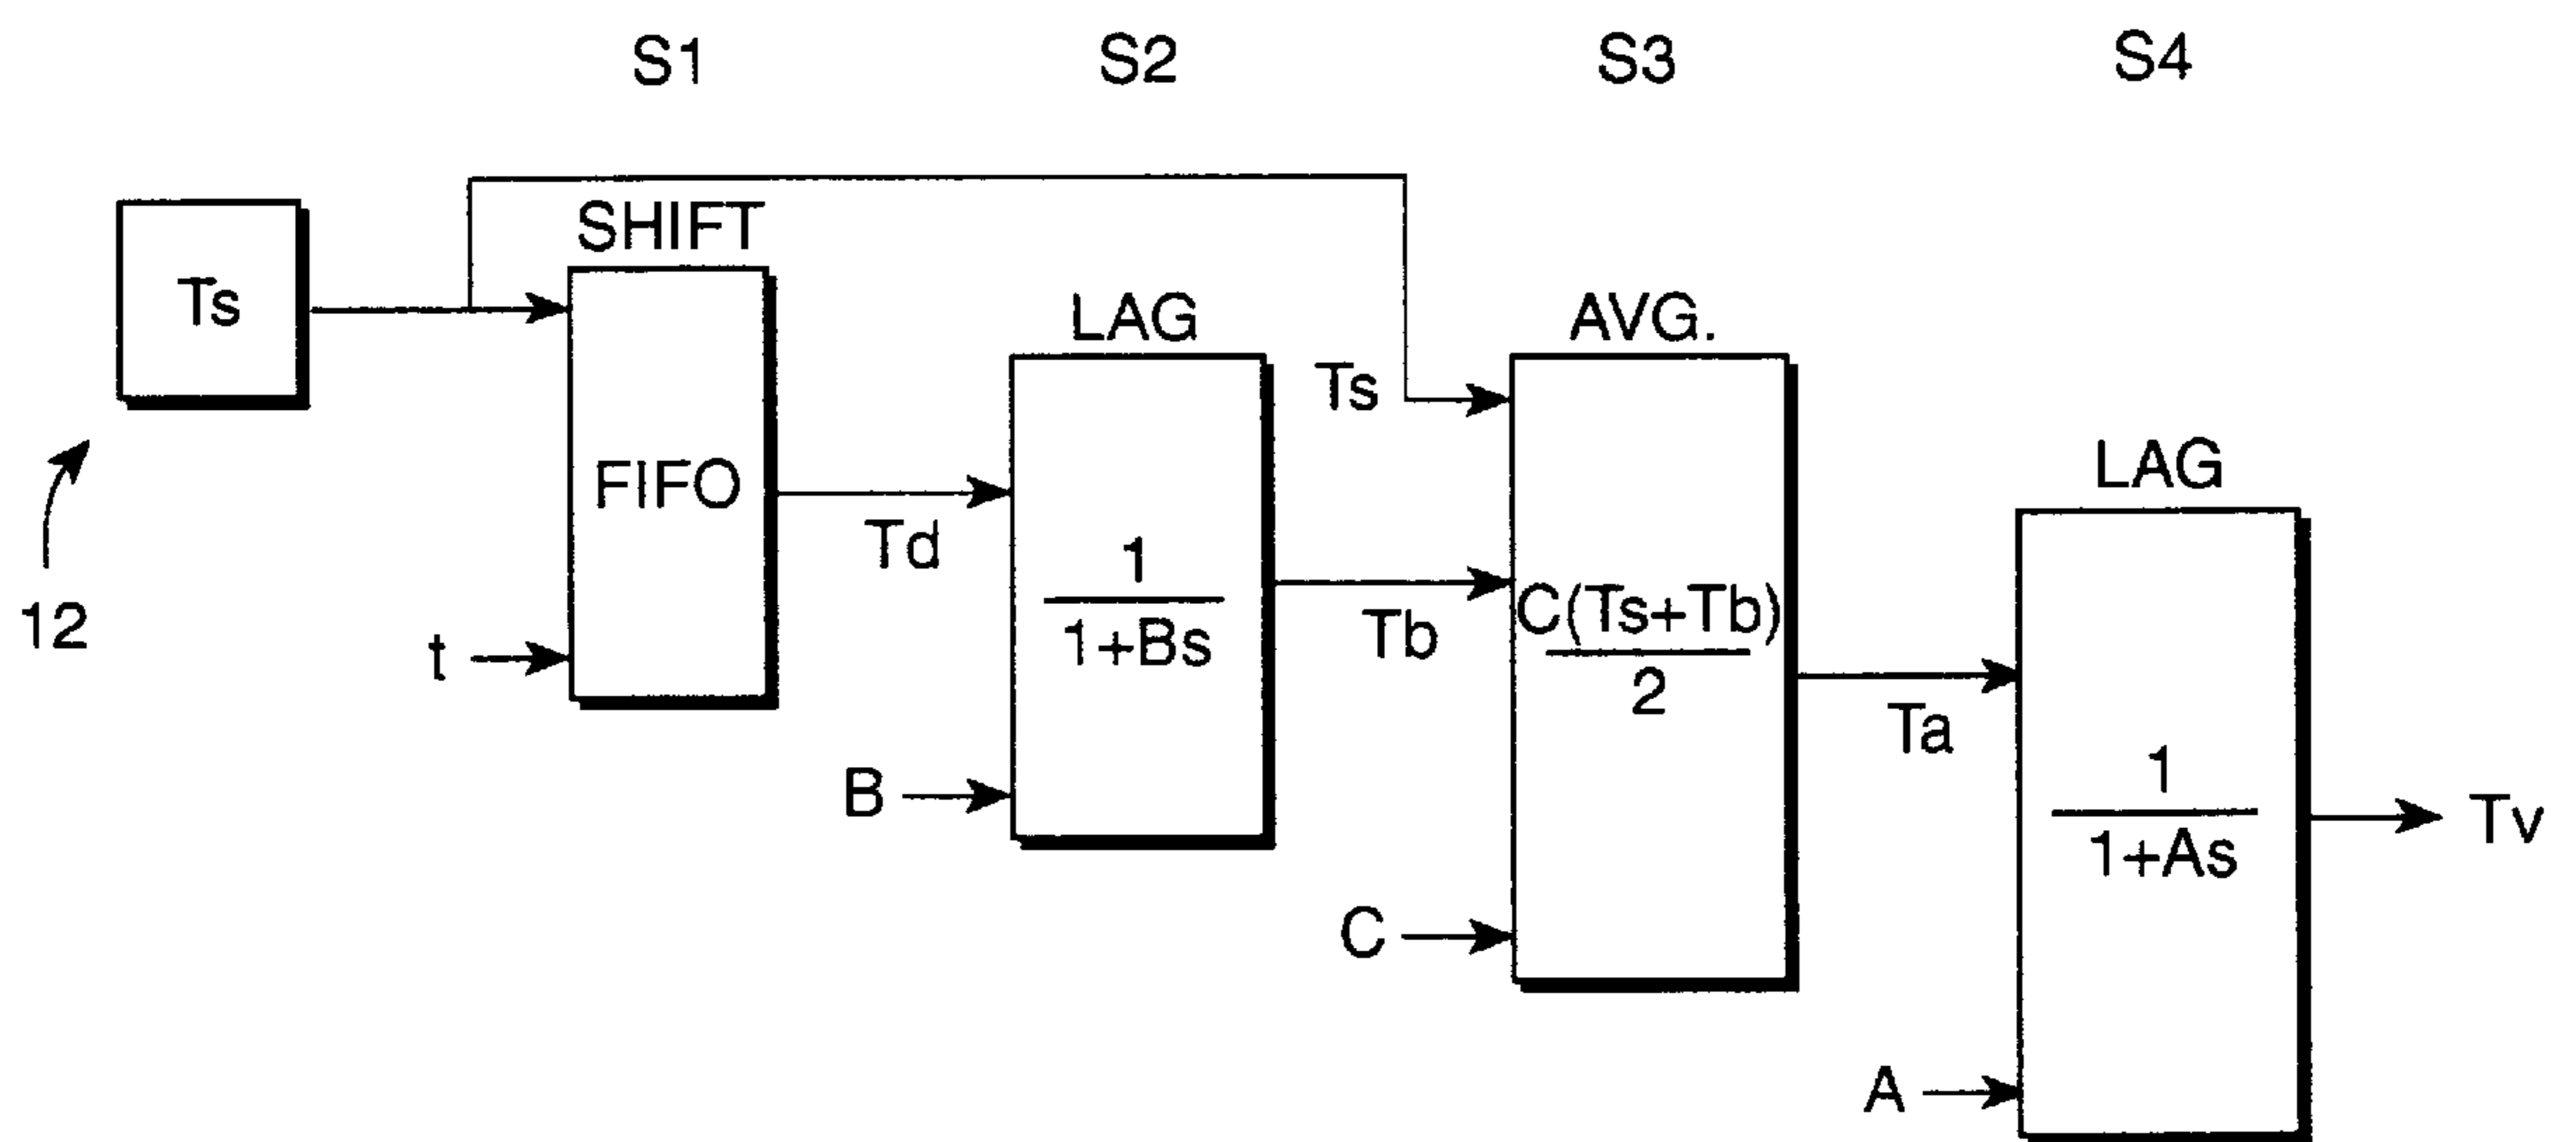 S1 S2 S3 S4
SHIFT
Ts
LAG
AVG.
Ts
FIFO
LAG
Td
1
1+Bs
C(Ts+Tb)
2
12
t
Tb
Ta
1
1+As
B
Tv
C
A